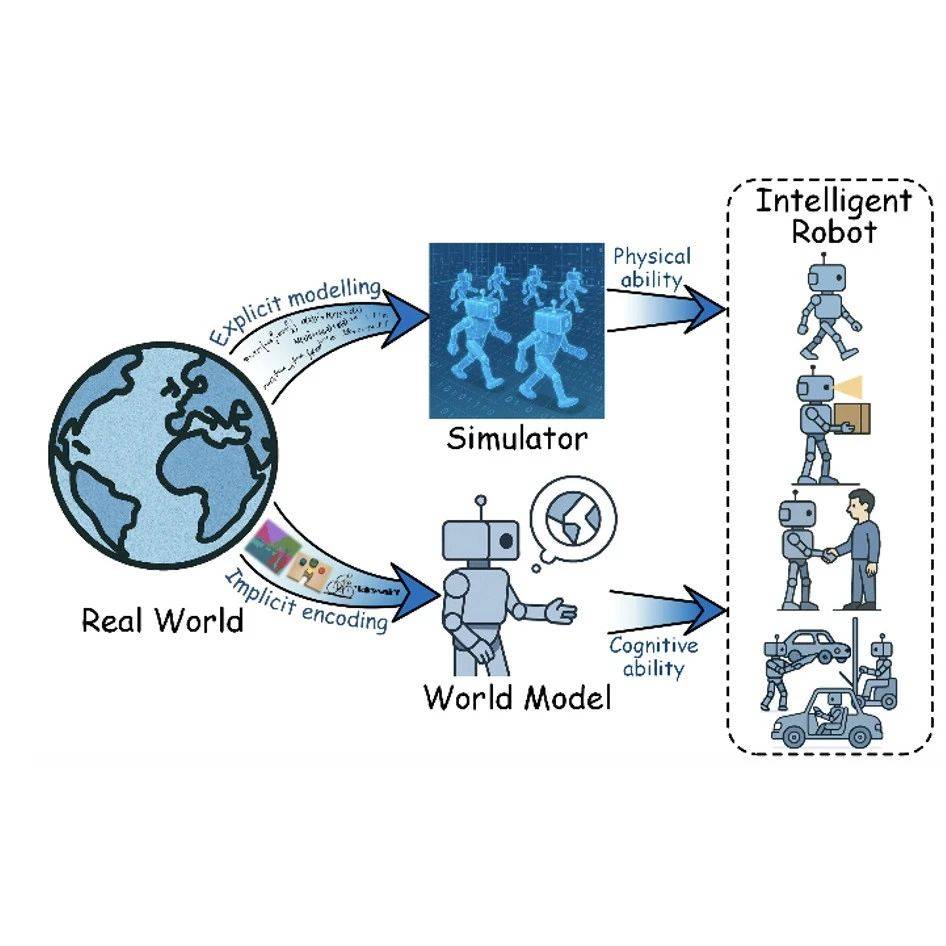 Intelligent
Robot
Physical
ability
Explicit modelling
Simulator
Implicit encoding
Real World
Cognitive
ability
World Model